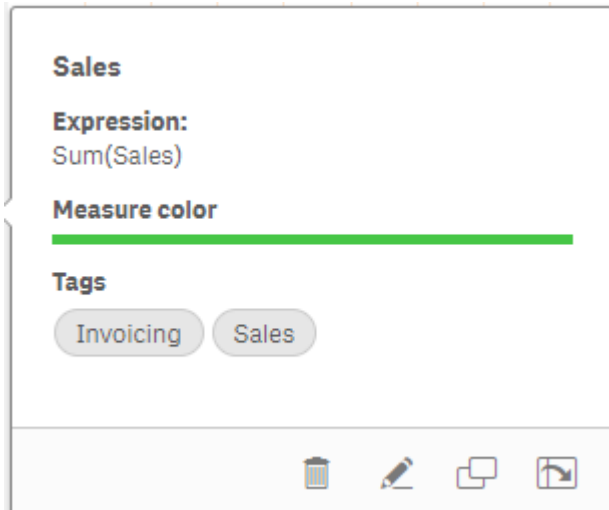 Sales
Expression:
Sum(Sales)
Measure color
Tags
Invoicing Sales